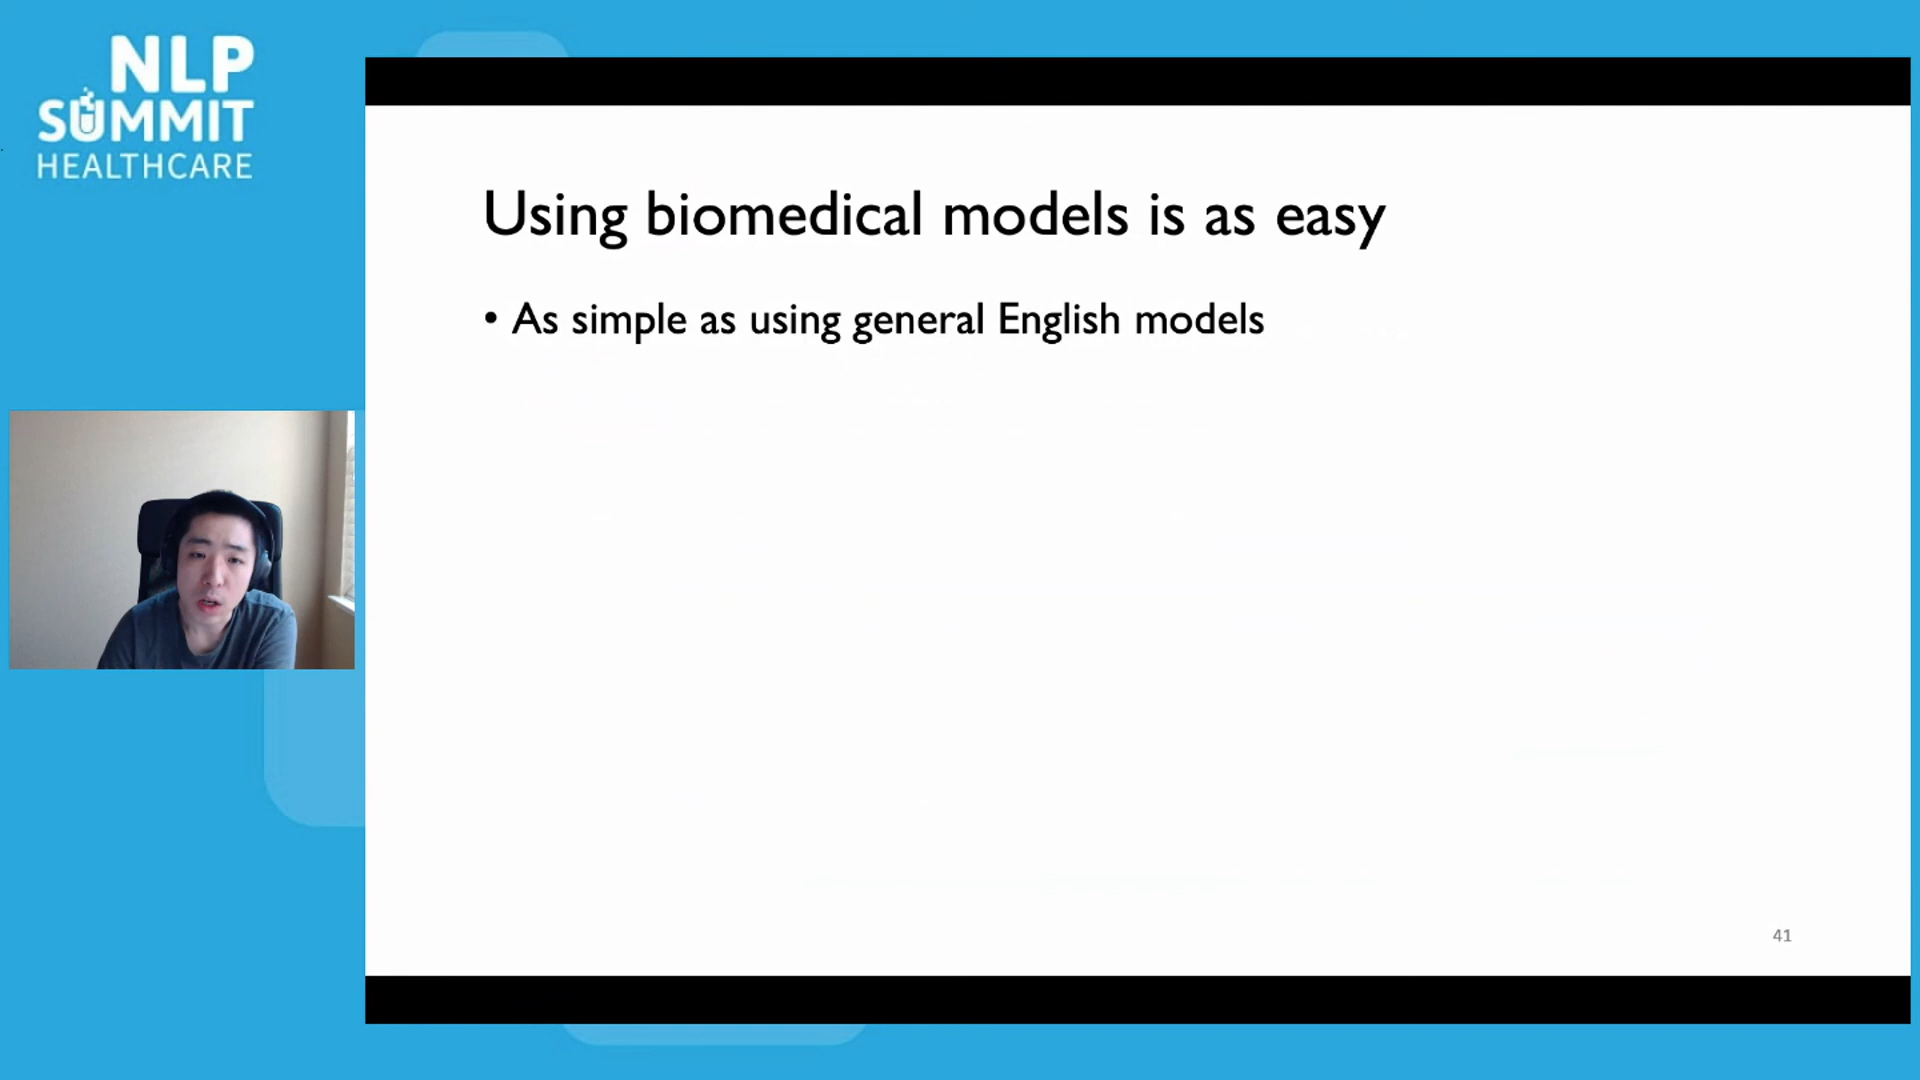 NLP
SUMMIT
HEALTHCARE
Using biomedical models is as easy
• As simple as using general English models
41